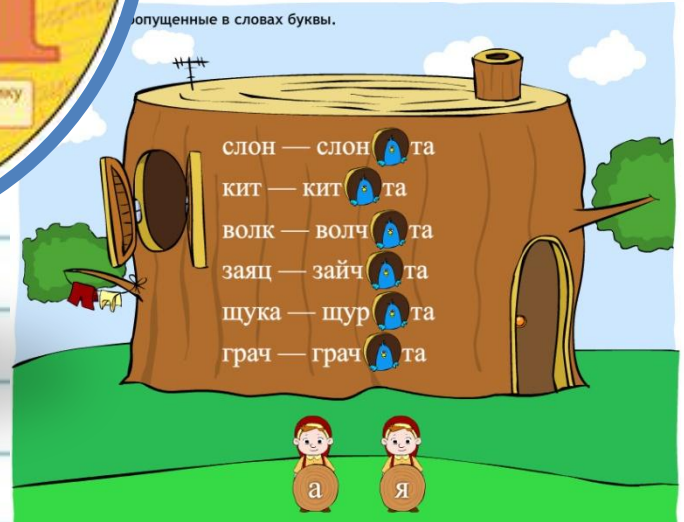 пропущенные в словах буквы.
слон — слон та
кит — кит та
волк — волч та
заяц — зайч та
щука — щур та
грач — грач та
а я